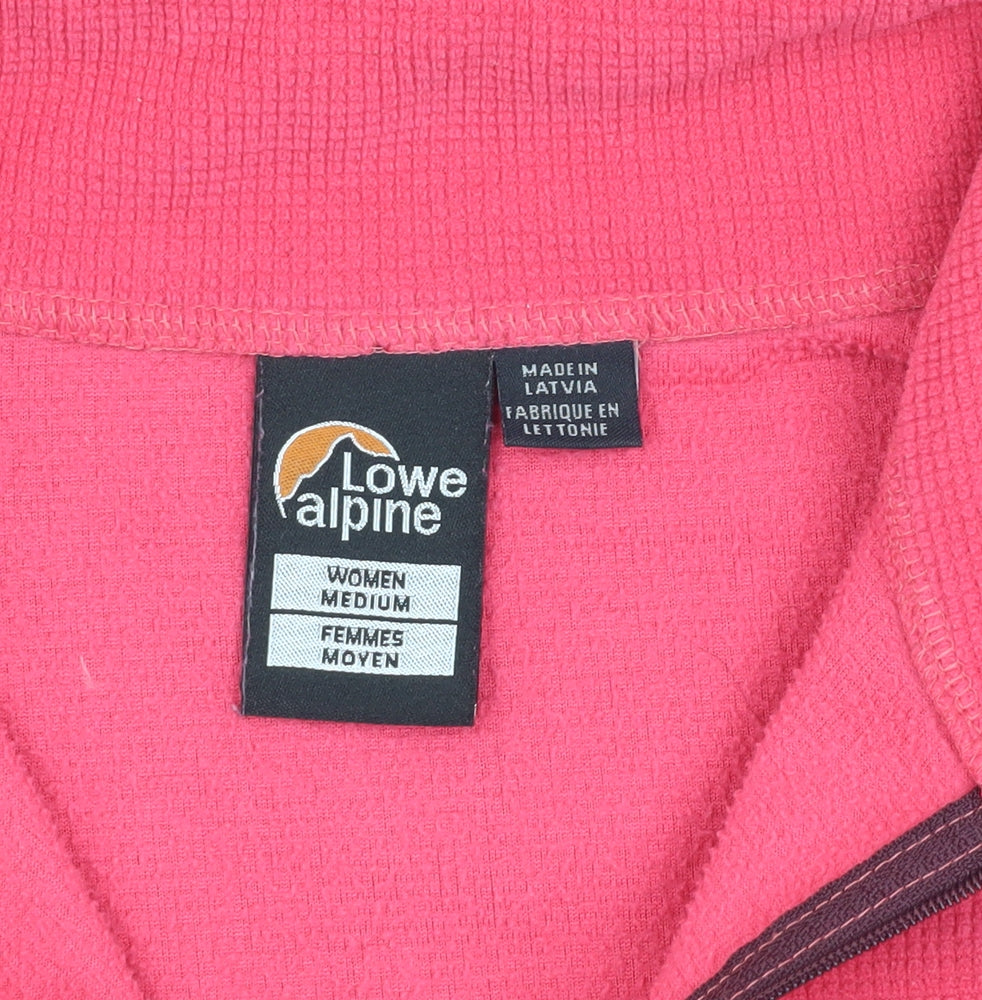 Lowe
alpine
WOMEN
MEDIUM
FEMMES
MOYEN
MADE IN
LATVIA
FABRIQUE EN
LETTONIE